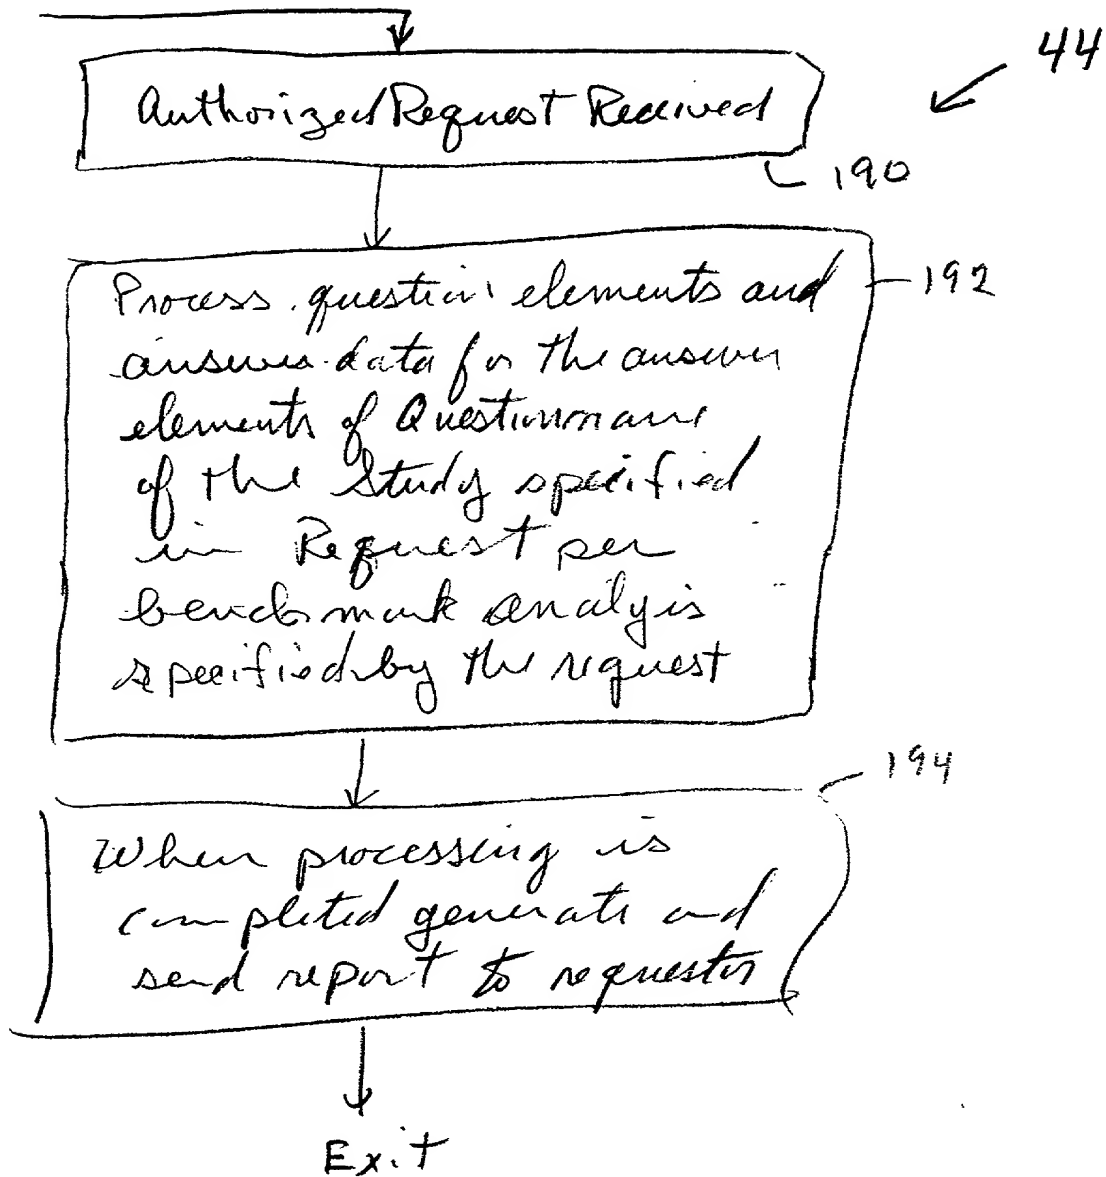 44
Authorized Request Received
190
Process question elements and
192
answer data for the answer
elements of Questionnaire
of the Study specified
in Request per
benchmark analysis
specified by the request
194
When processing is
completed generate and
send report to requestor
Exit